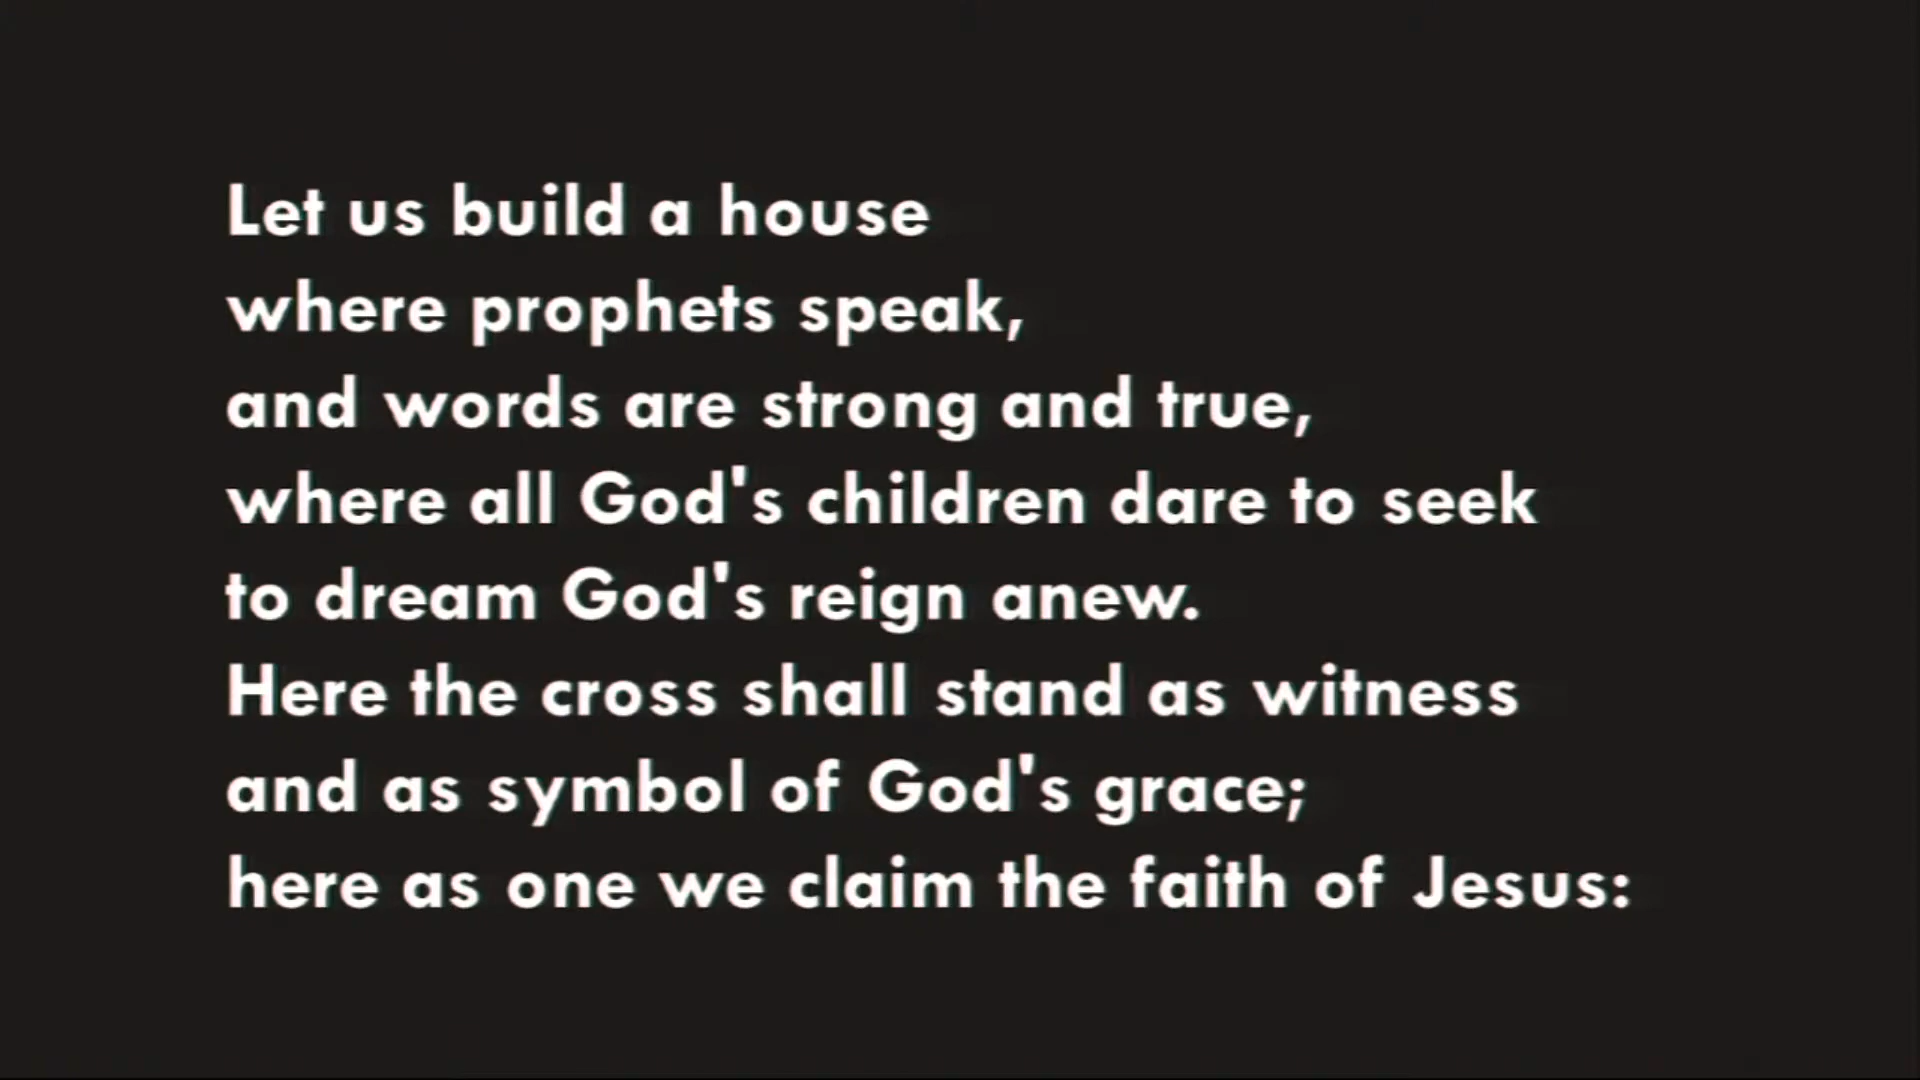 Let us build a house
where prophets speak,
and words are strong and true,
where all God's children dare to seek
to dream God's reign anew.
Here the cross shall stand as witness
and as symbol of God's grace;
here as one we claim the faith of Jesus: